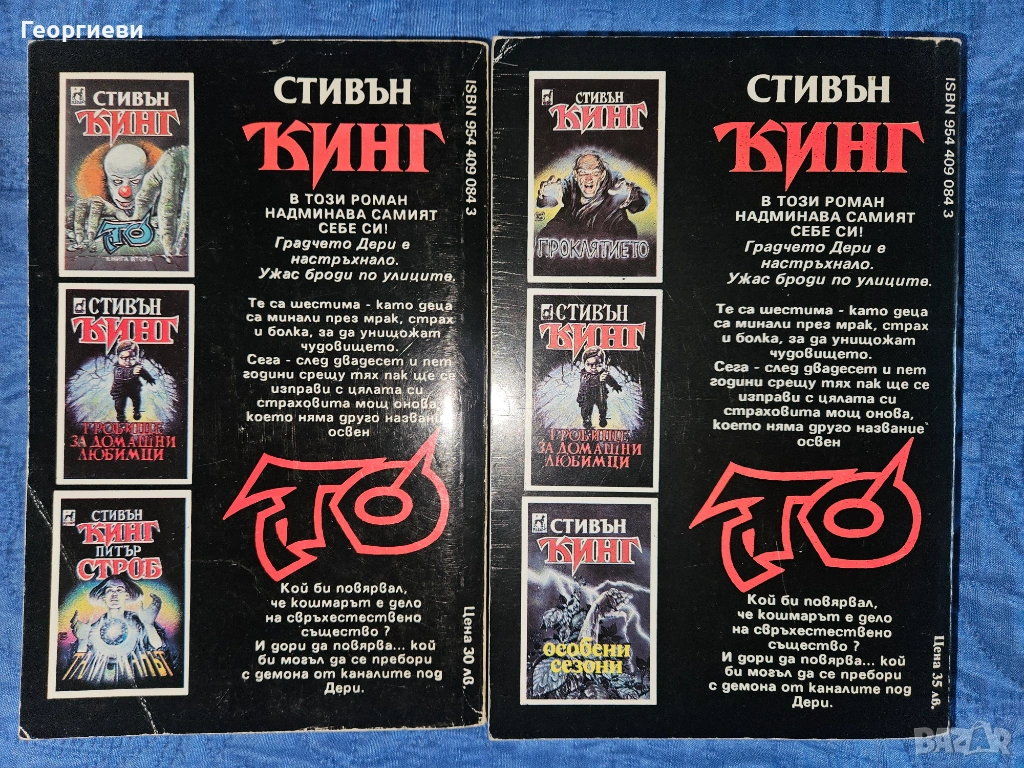 Георгиеви
СТИВЪН
КИНГ
ТО
КНИГА ВТОРА
СТИВЪН
КИНГ
ГРОБИЩЕ
ЗА ДОМАШНИ
ЛЮБИМЦИ
СТИВЪН
КИНГ
ПИТЪР
СТРОБ
СТИВЪН
КИНГ
В ТОЗИ РОМАН
НАДМИНАВА САМИЯТ
СЕБЕ СИ!
Градчето Дери е
настръхнало.
Ужас броди по улиците.
Те са шестима - като деца
са минали през мрак, страх
и болка, за да унищожат
чудовището.
Сега - след двадесет и пет
години срещу тях пак ще се
изправи с цялата си
страховита мощ онова,
което няма друго название
освен
ТО
Кой би повярвал,
че кошмарът е дело
на свръхестествено
същество ?
И дори да повярва... кой
би могъл да се пребори
с демона от каналите под
Дери.
ISBN 954 409 084 3
Цена 30 лв.
СТИВЪН
КИНГ
ПРОКЛЯТИЕТО
СТИВЪН
КИНГ
ГРОБИЩЕ
ЗА ДОМАШНИ
ЛЮБИМЦИ
СТИВЪН
КИНГ
особени
сезони
СТИВЪН
КИНГ
В ТОЗИ РОМАН
НАДМИНАВА САМИЯТ
СЕБЕ СИ!
Градчето Дери е
настръхнало.
Ужас броди по улиците.
Те са шестима - като деца
са минали през мрак, страх
и болка, за да унищожат
чудовището.
Сега - след двадесет и пет
години срещу тях пак ще се
изправи с цялата си
страховита мощ онова,
което няма друго название
освен
ТО
Кой би повярвал,
че кошмарът е дело
на свръхестествено
същество ?
И дори да повярва... кой
би могъл да се пребори
с демона от каналите под
Дери.
ISBN 954 409 084 3
Цена 35 лв.
BAZAR